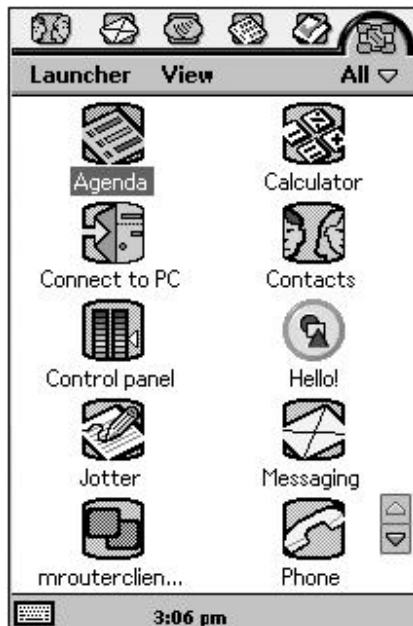 Launcher View All
Agenda Calculator
Connect to PC Contacts
Control panel Hello!
Jotter Messaging
mrouterclien... Phone
3:06 pm